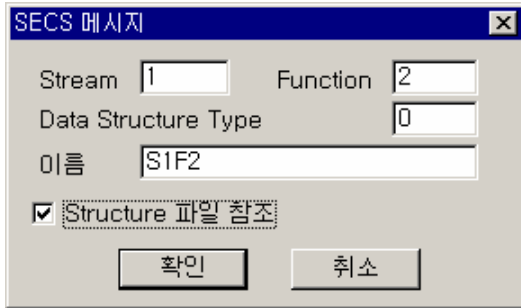 SECS 메시지
Stream 1 Function 2
Data Structure Type 0
이름 S1F2
Structure 파일 참조
확인 취소